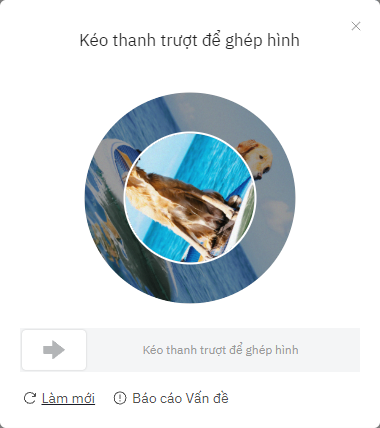 Kéo thanh trượt để ghép hình
Kéo thanh trượt để ghép hình
Làm mới
Báo cáo Vấn đề